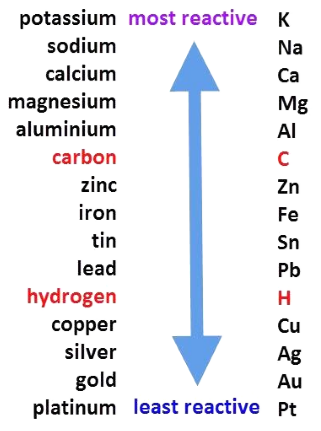 potassium most reactive K
sodium Na
calcium Ca
magnesium Mg
aluminium Al
carbon C
zinc Zn
iron Fe
tin Sn
lead Pb
hydrogen H
copper Cu
silver Ag
gold Au
platinum least reactive Pt